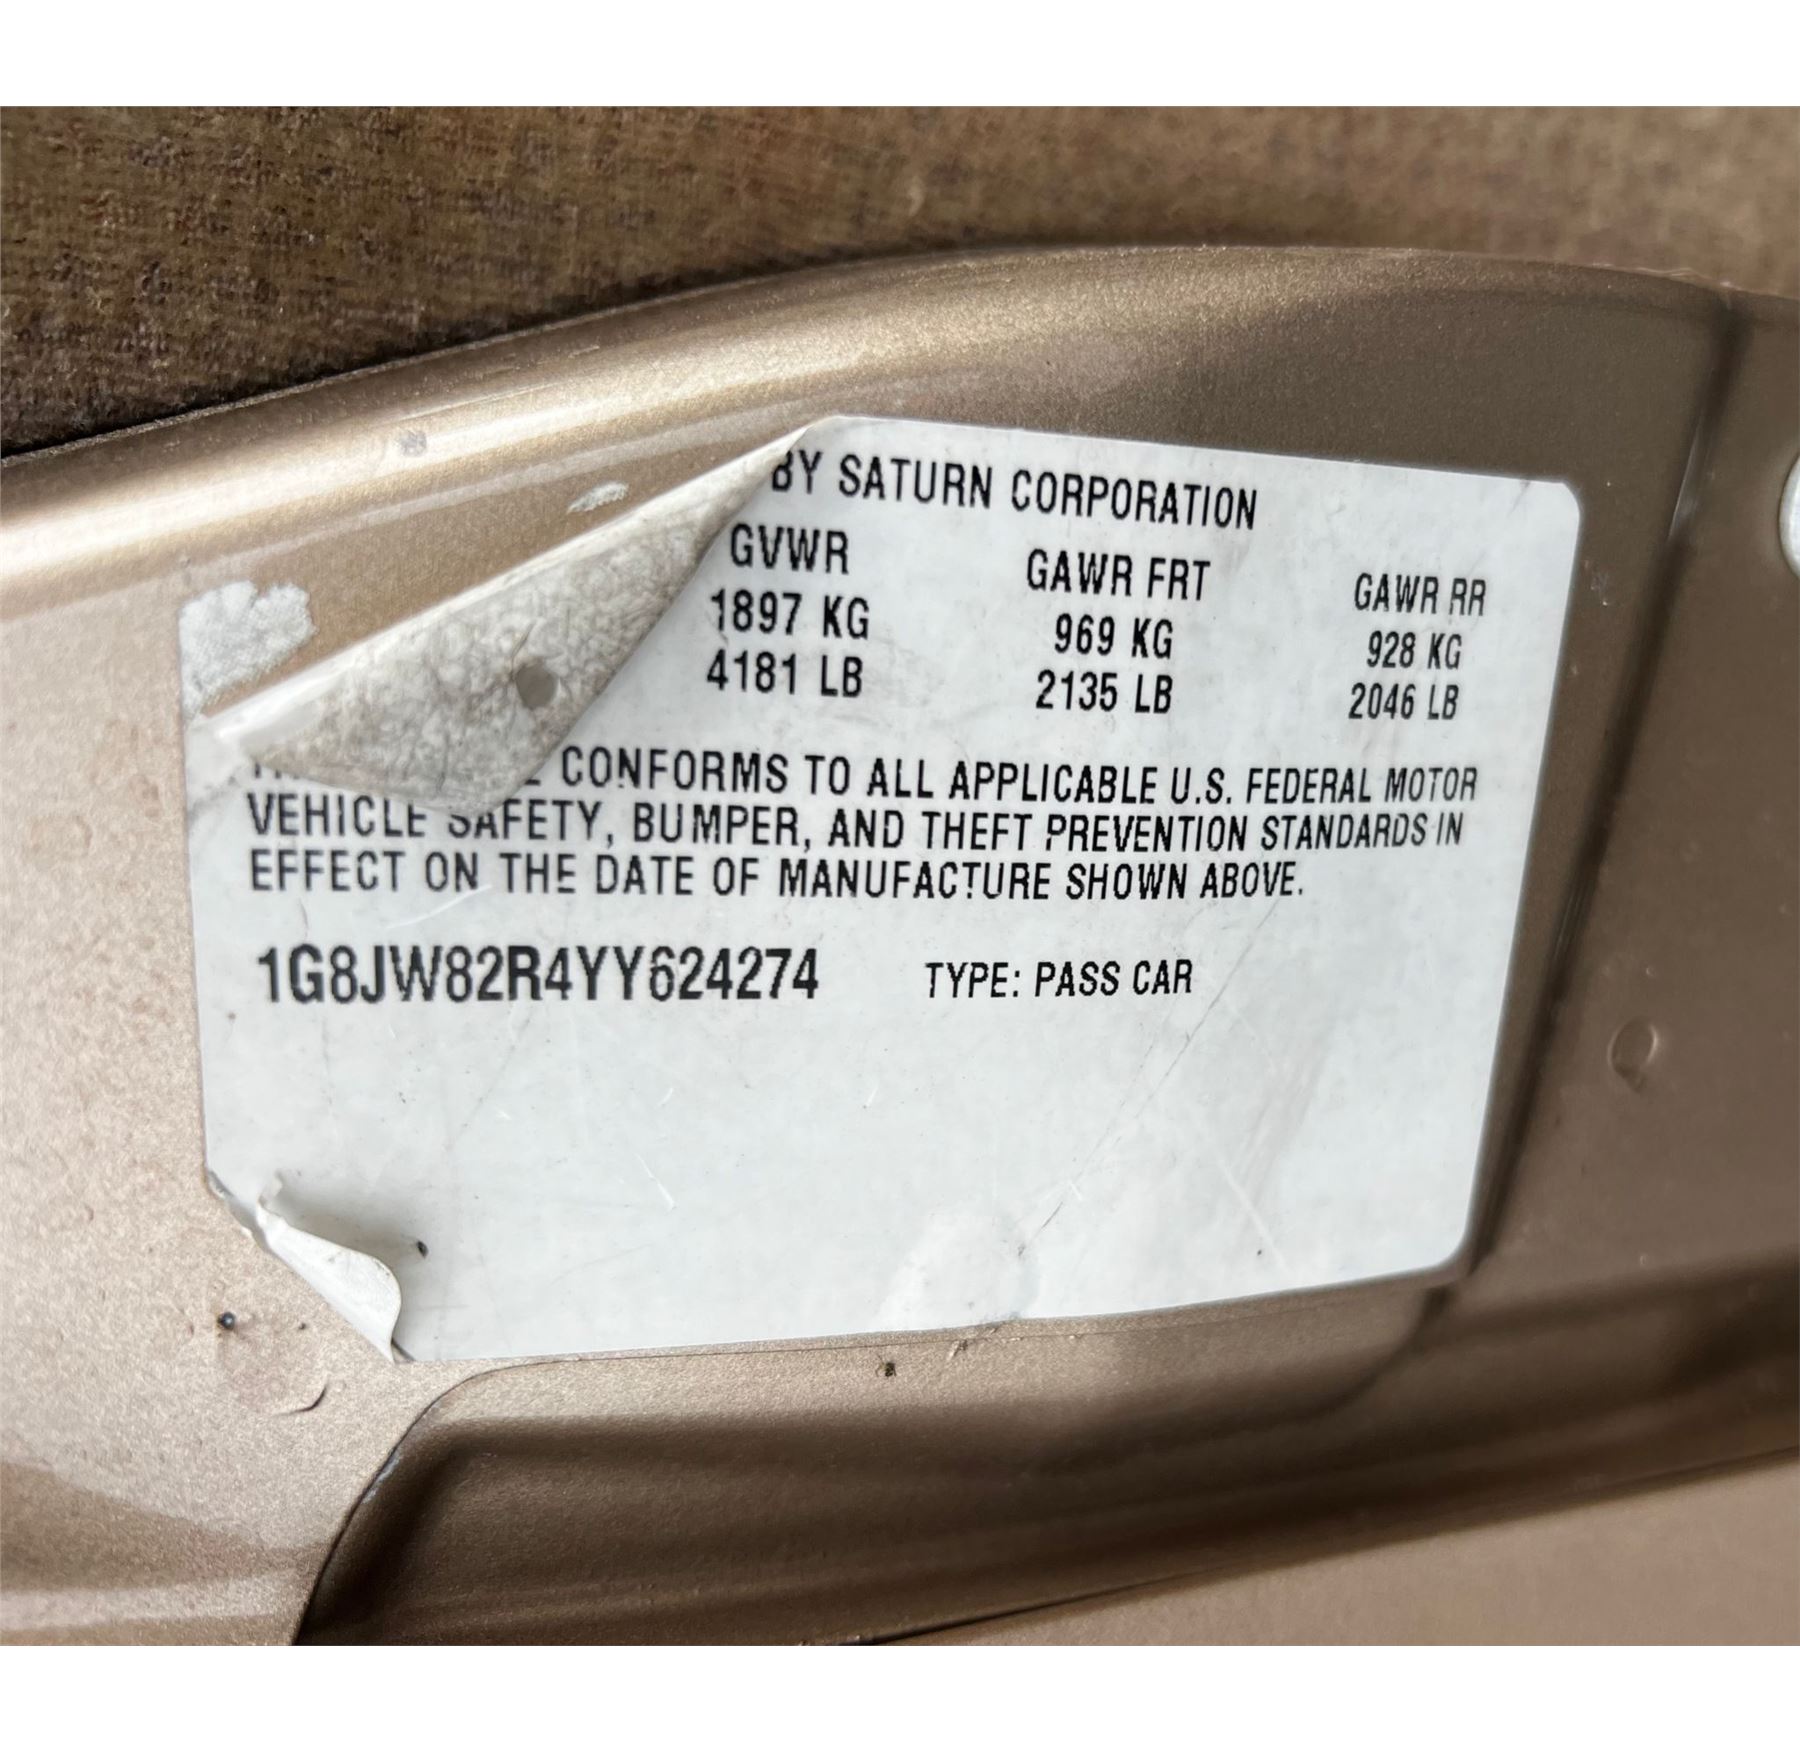 BY SATURN CORPORATION
GVWR GAWR FRT GAWR RR
1897 KG 969 KG 928 KG
4181 LB 2135 LB 2046 LB
CONFORMS TO ALL APPLICABLE U.S. FEDERAL MOTOR
VEHICLE SAFETY, BUMPER, AND THEFT PREVENTION STANDARDS IN
EFFECT ON THE DATE OF MANUFACTURE SHOWN ABOVE.
1G8JW82R4YY624274 TYPE: PASS CAR